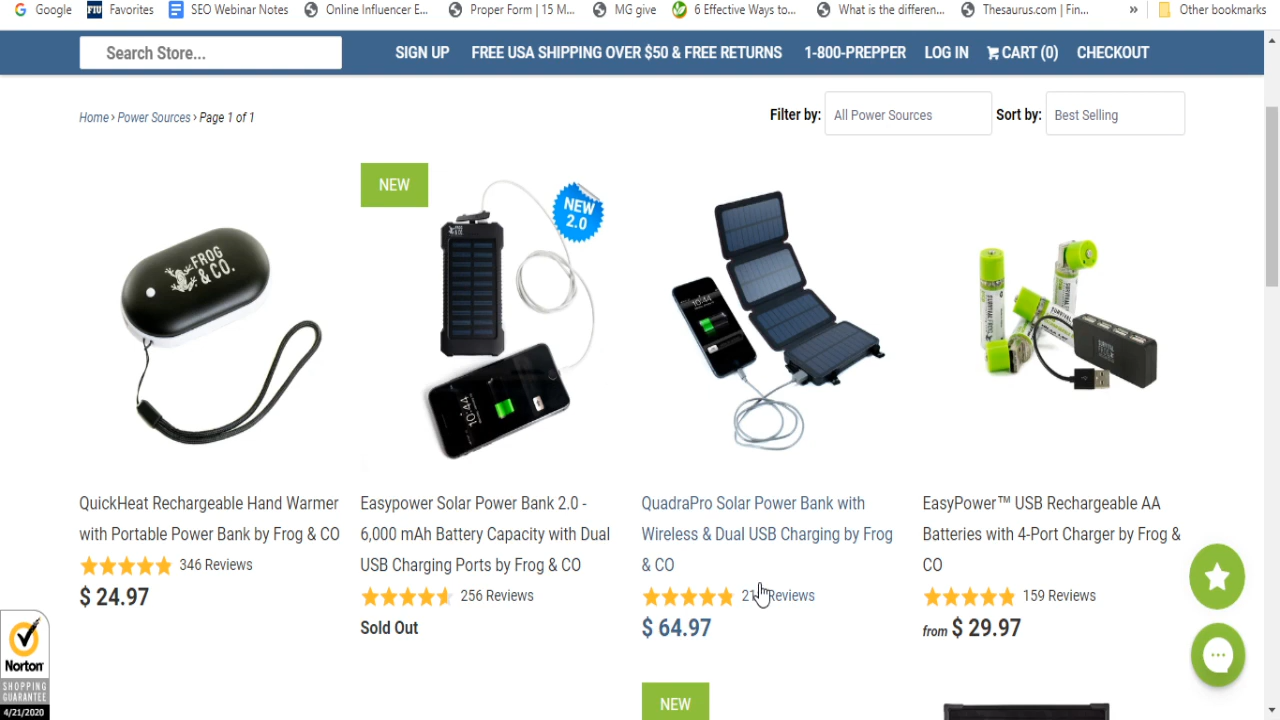 Google Favorites SEO Webinar Notes Online Influencer E... Proper Form | 15 M... MG give 6 Effective Ways to... What is the differen... Thesaurus.com | Fin... » Other bookmarks
Search Store... SIGN UP FREE USA SHIPPING OVER $50 & FREE RETURNS 1-800-PREPPER LOG IN CART (0) CHECKOUT
Home › Power Sources › Page 1 of 1
Filter by: All Power Sources Sort by: Best Selling
NEW
NEW
2.0
FROG
& CO.
10:44
10:44
QuickHeat Rechargeable Hand Warmer
with Portable Power Bank by Frog & CO
346 Reviews
$ 24.97
Easypower Solar Power Bank 2.0 -
6,000 mAh Battery Capacity with Dual
USB Charging Ports by Frog & CO
256 Reviews
Sold Out
QuadraPro Solar Power Bank with
Wireless & Dual USB Charging by Frog
& CO
Reviews
$ 64.97
EasyPower™ USB Rechargeable AA
Batteries with 4-Port Charger by Frog &
CO
159 Reviews
from $ 29.97
Norton
SHOPPING
GUARANTEE
4/21/2020
NEW